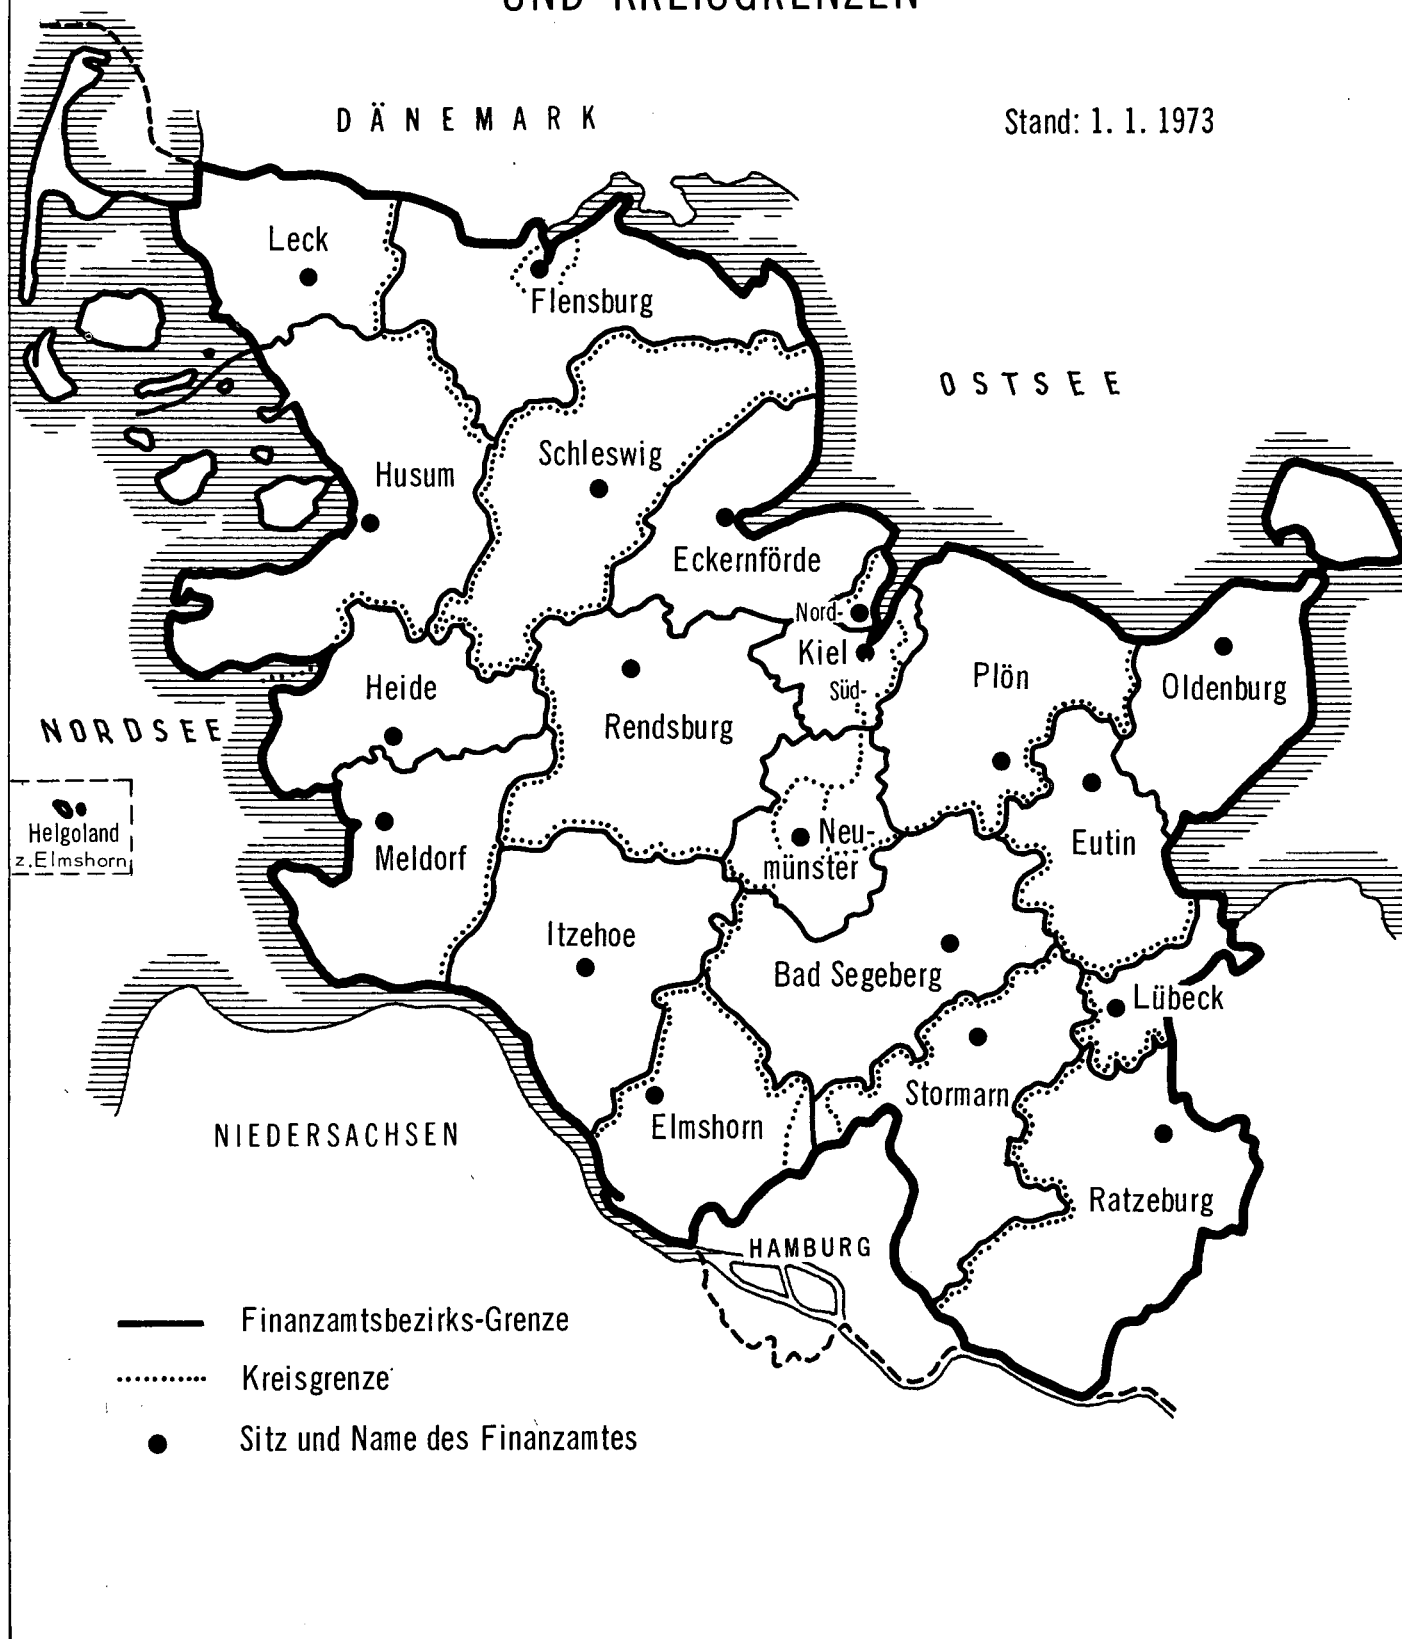 UND KREISGRENZEN
DÄNEMARK
Stand: 1. 1. 1973
Leck
Flensburg
OSTSEE
Schleswig
Husum
Eckernförde
Nord-
Kiel
Süd-
Plön
Oldenburg
Heide
Rendsburg
NORDSEE
Helgoland
z.Elmshorn
Neu-
münster
Eutin
Meldorf
Itzehoe
Bad Segeberg
Lübeck
Stormarn
Elmshorn
NIEDERSACHSEN
Ratzeburg
HAMBURG
Finanzamtsbezirks-Grenze
Kreisgrenze
Sitz und Name des Finanzamtes